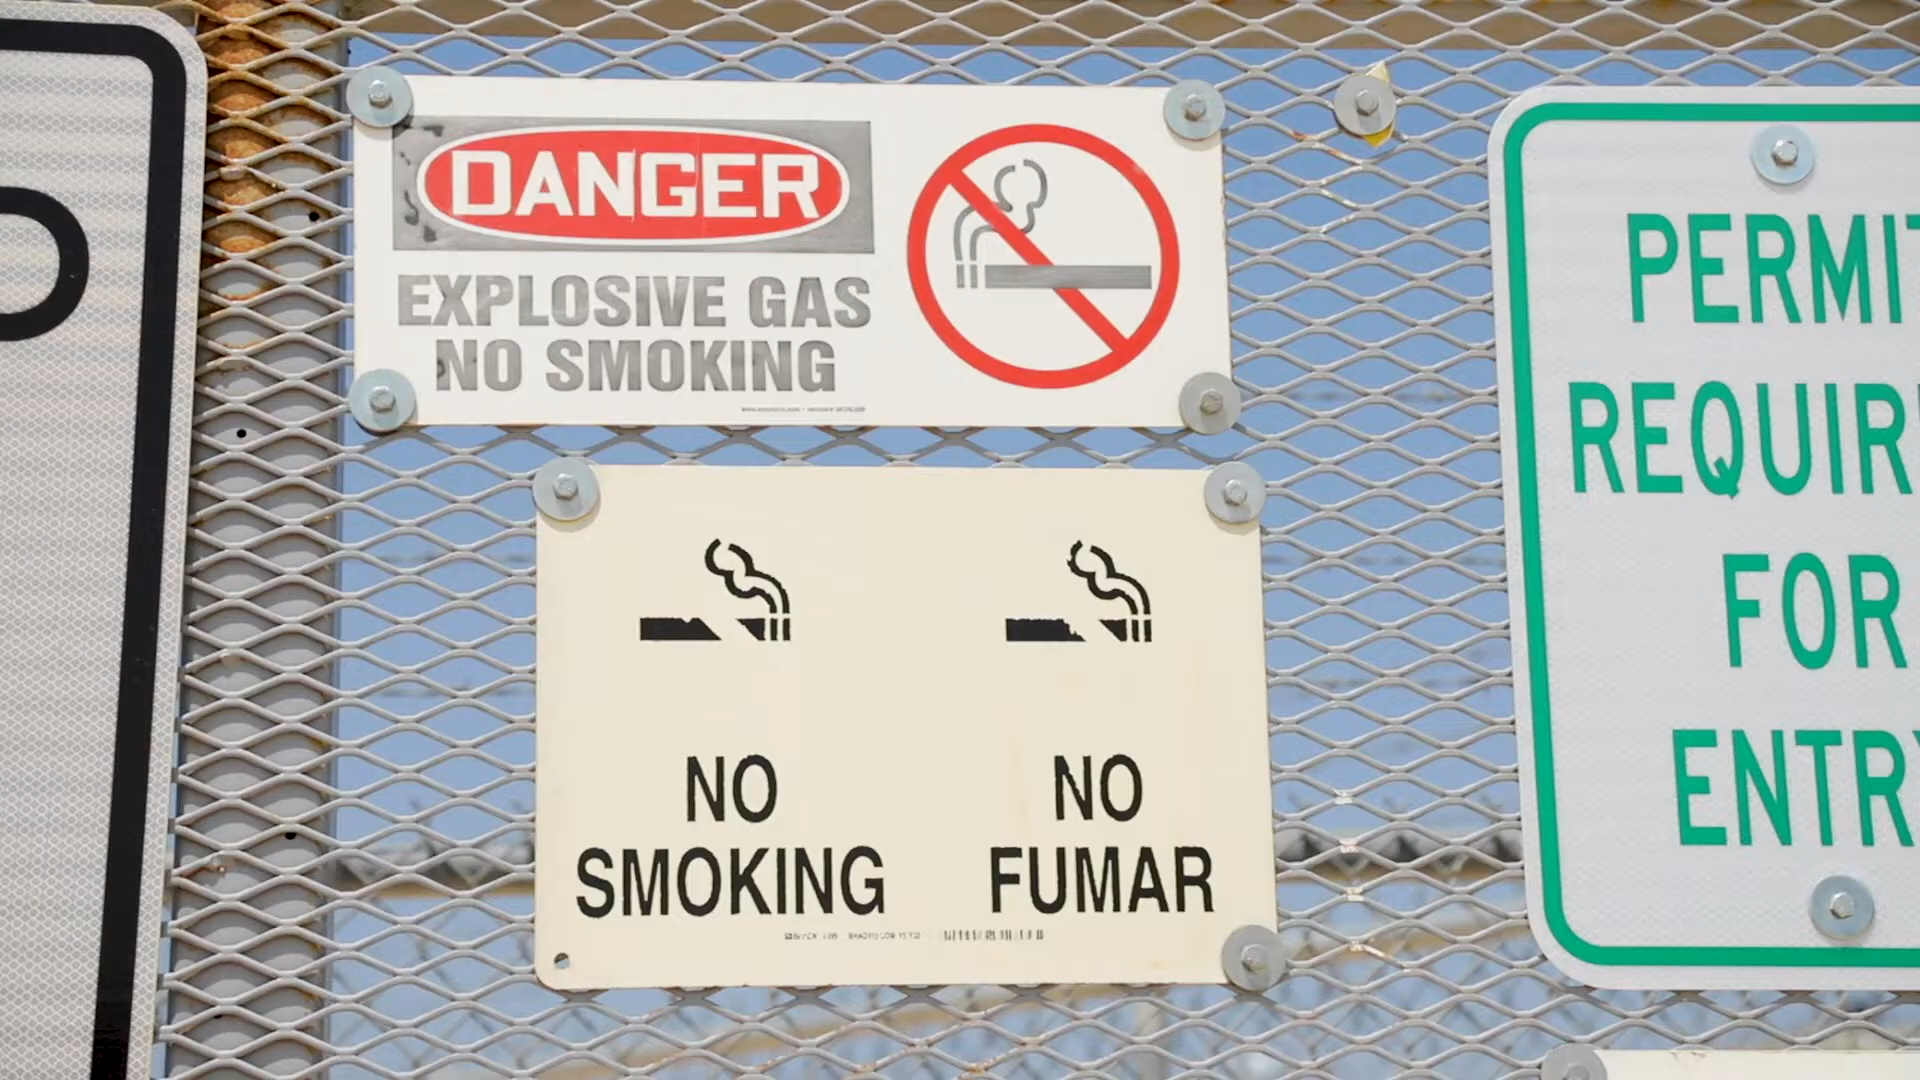 DANGER
EXPLOSIVE GAS
NO SMOKING
NO
SMOKING
NO
FUMAR
PERMIT
REQUIR
FOR
ENTRY